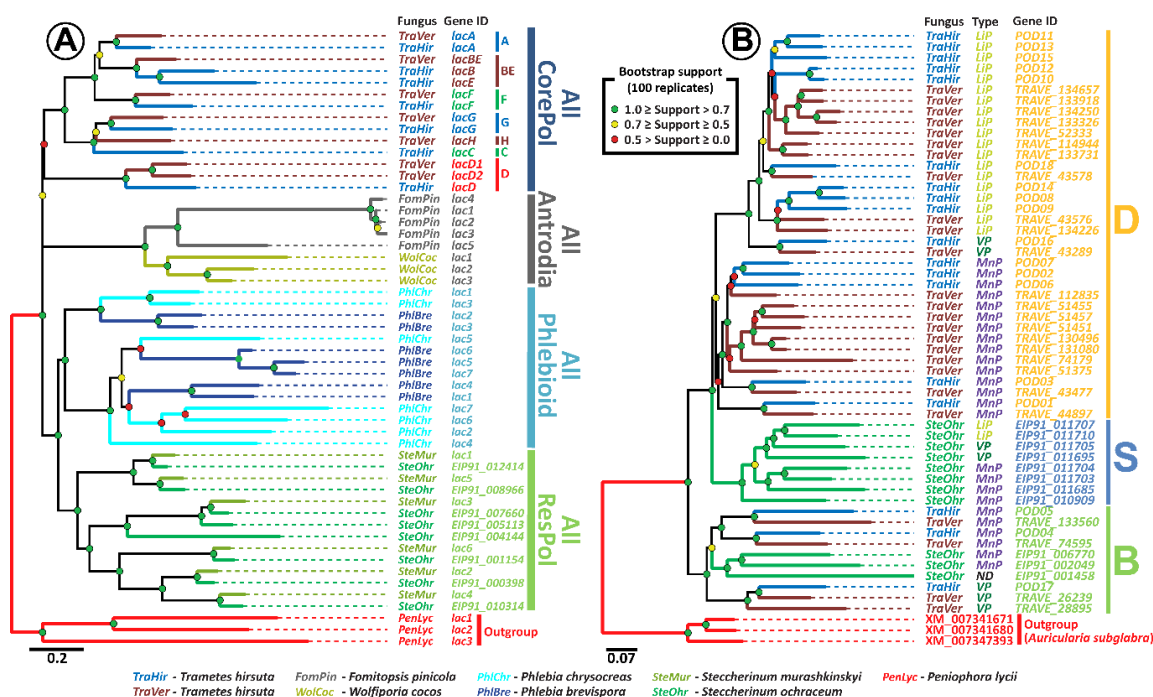 A
Fungus Gene ID
TraVer lacA
TraHir lacA
A
TraVer lacBE
TraHir lacB
TraHir lacE
BE
TraVer lacF
TraHir lacF
F
TraVer lacG
TraHir lacG
G
TraVer lacH
H
TraHir lacC
C
TraVer lacD1
TraVer lacD2
TraHir lacD
D
All
CorePol
FomPin lac4
FomPin lac1
FomPin lac2
FomPin lac3
FomPin lac5
WolCoc lac1
WolCoc lac2
WolCoc lac3
All
Antrodia
PhlChr lac1
PhlChr lac3
PhlBre lac2
PhlBre lac3
PhlChr lac5
PhlBre lac6
PhlBre lac5
PhlBre lac7
PhlBre lac4
PhlBre lac1
PhlChr lac7
PhlChr lac6
PhlChr lac2
PhlChr lac4
All
Phlebioid
SteMur lac1
SteOhr EIP91_012414
SteMur lac5
SteOhr EIP91_008966
SteMur lac3
SteOhr EIP91_007660
SteOhr EIP91_005113
SteOhr EIP91_004144
SteMur lac6
SteOhr EIP91_001154
SteMur lac2
SteOhr EIP91_000398
SteMur lac4
SteOhr EIP91_010314
All
ResPol
PenLyc lac1
PenLyc lac2
PenLyc lac3
Outgroup
0.2
B
Bootstrap support
(100 replicates)
1.0 ≥ Support > 0.7
0.7 ≥ Support ≥ 0.5
0.5 > Support ≥ 0.0
Fungus Type Gene ID
TraHir LiP POD11
TraHir LiP POD13
TraHir LiP POD15
TraHir LiP POD12
TraHir LiP POD10
TraVer LiP TRAVE_134657
TraVer LiP TRAVE_133918
TraVer LiP TRAVE_134250
TraVer LiP TRAVE_133326
TraVer LiP TRAVE_52333
TraVer LiP TRAVE_114944
TraVer LiP TRAVE_133731
TraHir LiP POD18
TraVer LiP TRAVE_43578
TraHir LiP POD14
TraHir LiP POD08
TraHir LiP POD09
TraVer LiP TRAVE_43576
TraVer LiP TRAVE_134226
TraHir VP POD16
TraVer VP TRAVE_43289
TraHir MnP POD07
TraHir MnP POD02
TraHir MnP POD06
TraVer MnP TRAVE_112835
TraVer MnP TRAVE_51455
TraVer MnP TRAVE_51457
TraVer MnP TRAVE_51451
TraVer MnP TRAVE_130496
TraVer MnP TRAVE_131080
TraVer MnP TRAVE_74179
TraVer MnP TRAVE_51375
TraHir MnP POD03
TraVer MnP TRAVE_43477
TraHir MnP POD01
TraVer MnP TRAVE_44897
D
SteOhr LiP EIP91_011707
SteOhr LiP EIP91_011710
SteOhr VP EIP91_011705
SteOhr VP EIP91_011695
SteOhr MnP EIP91_011704
SteOhr MnP EIP91_011703
SteOhr MnP EIP91_011685
SteOhr MnP EIP91_010909
S
TraHir MnP POD05
TraVer MnP TRAVE_133560
TraHir MnP POD04
TraVer MnP TRAVE_74595
SteOhr MnP EIP91_006770
SteOhr MnP EIP91_002049
SteOhr ND EIP91_001458
TraHir VP POD17
TraVer VP TRAVE_26239
TraVer VP TRAVE_28895
B
XM_007341671
XM_007341680
XM_007347393
Outgroup
(Auricularia subglabra)
0.07
TraHir - Trametes hirsuta FomPin - Fomitopsis pinicola PhlChr - Phlebia chrysocreas SteMur - Steccherinum murashkinskyi PenLyc - Peniophora lycii
TraVer - Trametes hirsuta WolCoc - Wolfiporia cocos PhlBre - Phlebia brevispora SteOhr - Steccherinum ochraceum